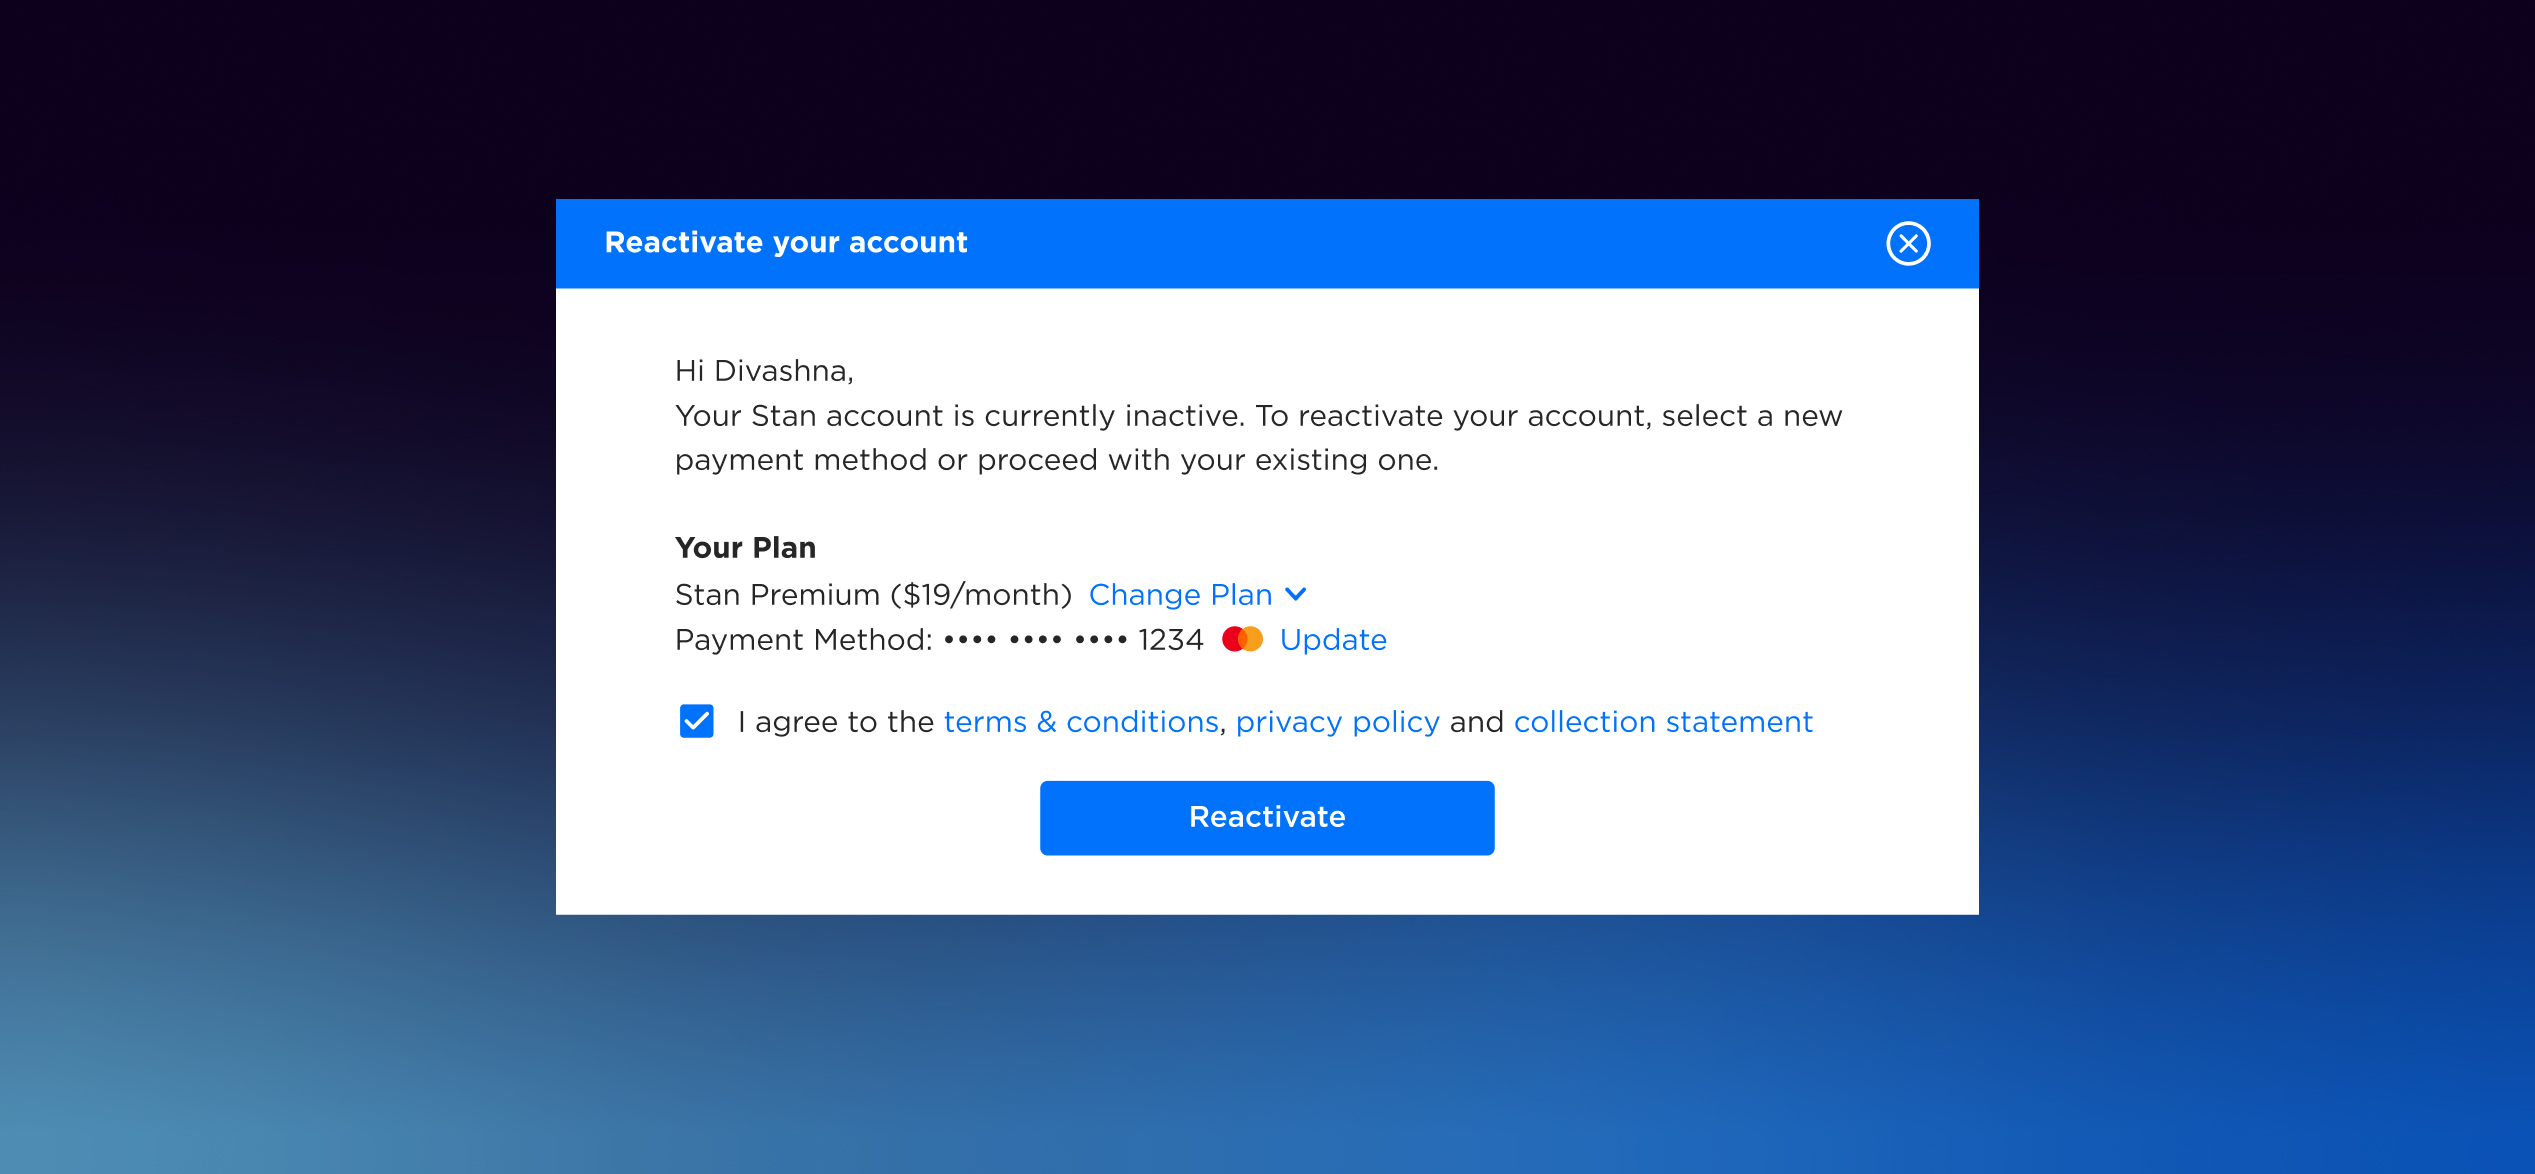 Reactivate your account
Hi Divashna,
Your Stan account is currently inactive. To reactivate your account, select a new
payment method or proceed with your existing one.
Your Plan
Stan Premium ($19/month) Change Plan
Payment Method: •••• •••• •••• 1234 Update
I agree to the terms & conditions, privacy policy and collection statement
Reactivate